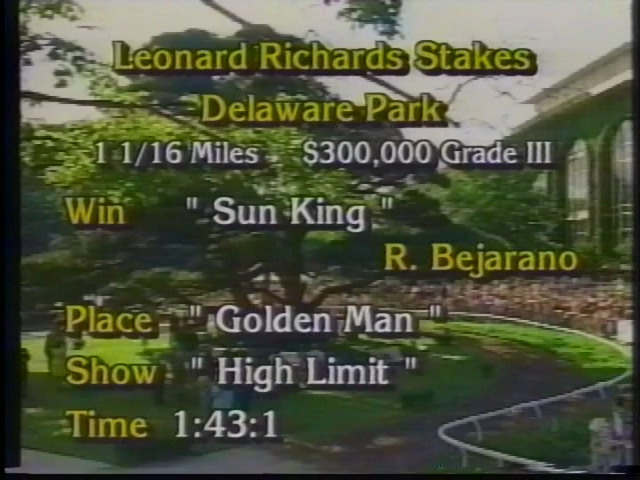 Leonard Richards Stakes
Delaware Park
1 1/16 Miles $300,000 Grade III
Win " Sun King "
R. Bejarano
Place " Golden Man "
Show " High Limit "
Time 1:43:1